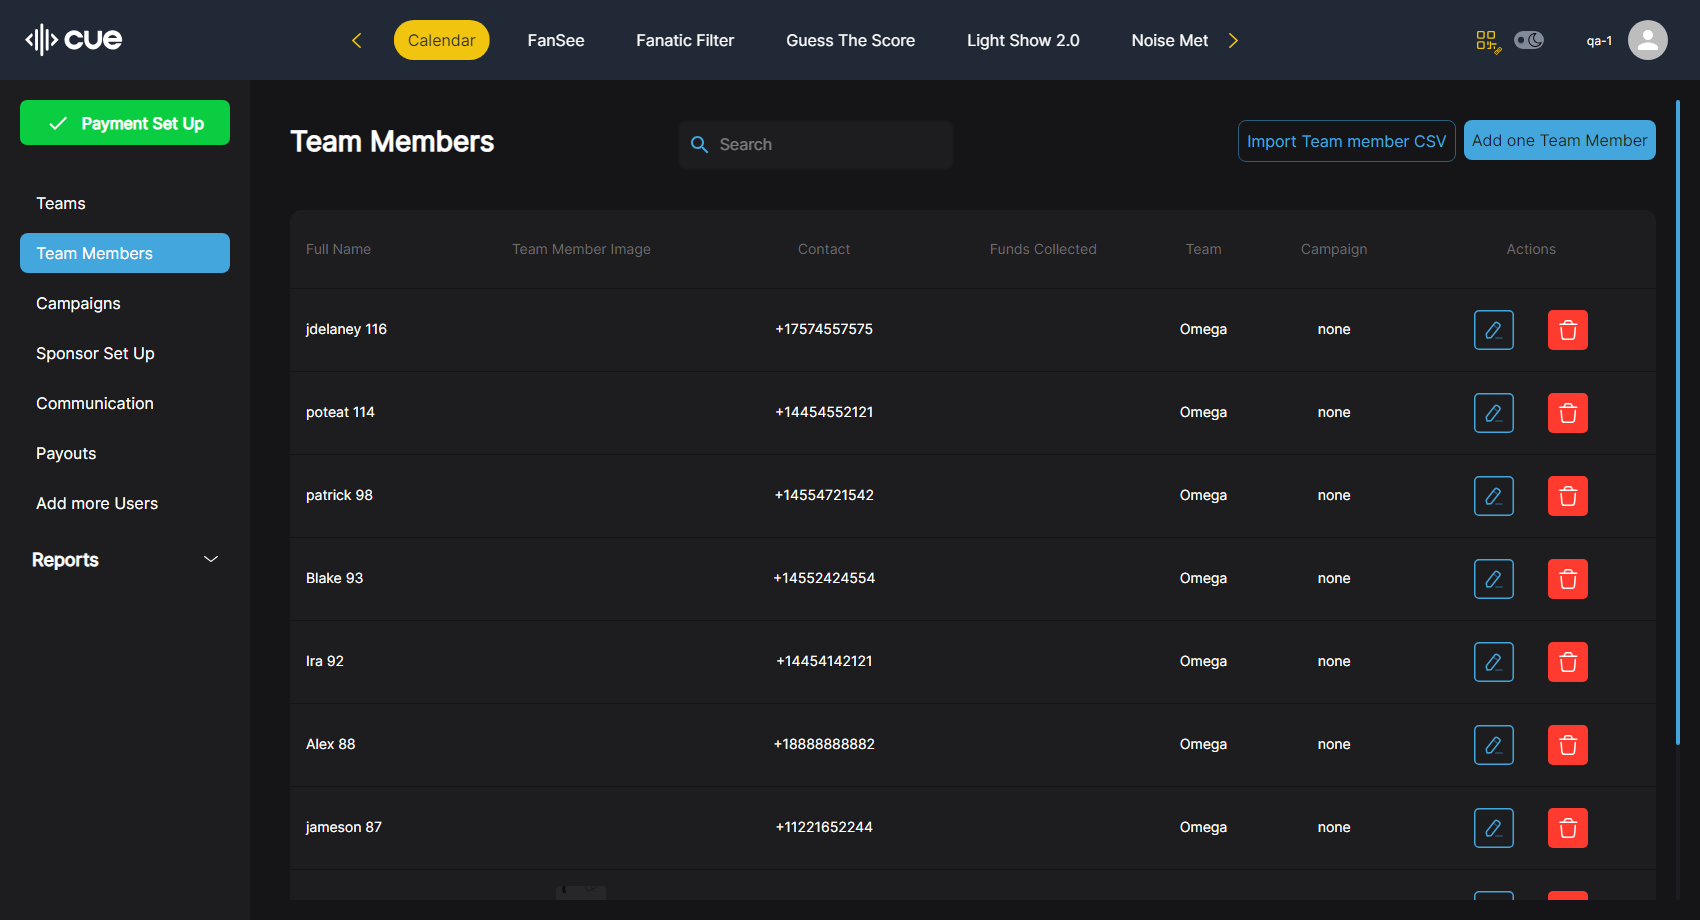 cue
Calendar
FanSee
Fanatic Filter
Guess The Score
Light Show 2.0
Noise Met
qa-1
Payment Set Up
Teams
Team Members
Campaigns
Sponsor Set Up
Communication
Payouts
Add more Users
Reports
Team Members
Search
Import Team member CSV
Add one Team Member
Full Name Team Member Image Contact Funds Collected Team Campaign Actions
jdelaney 116 +17574557575 Omega none
poteat 114 +14454552121 Omega none
patrick 98 +14554721542 Omega none
Blake 93 +14552424554 Omega none
Ira 92 +14454142121 Omega none
Alex 88 +18888888882 Omega none
jameson 87 +11221652244 Omega none